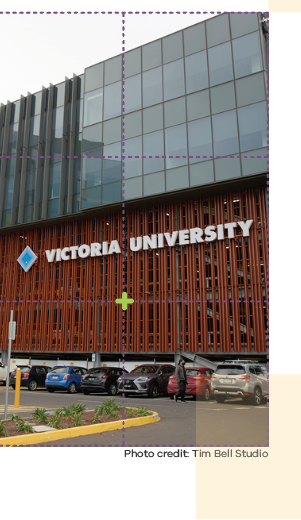 VICTORIA UNIVERSITY
Photo credit: Tim Bell Studio